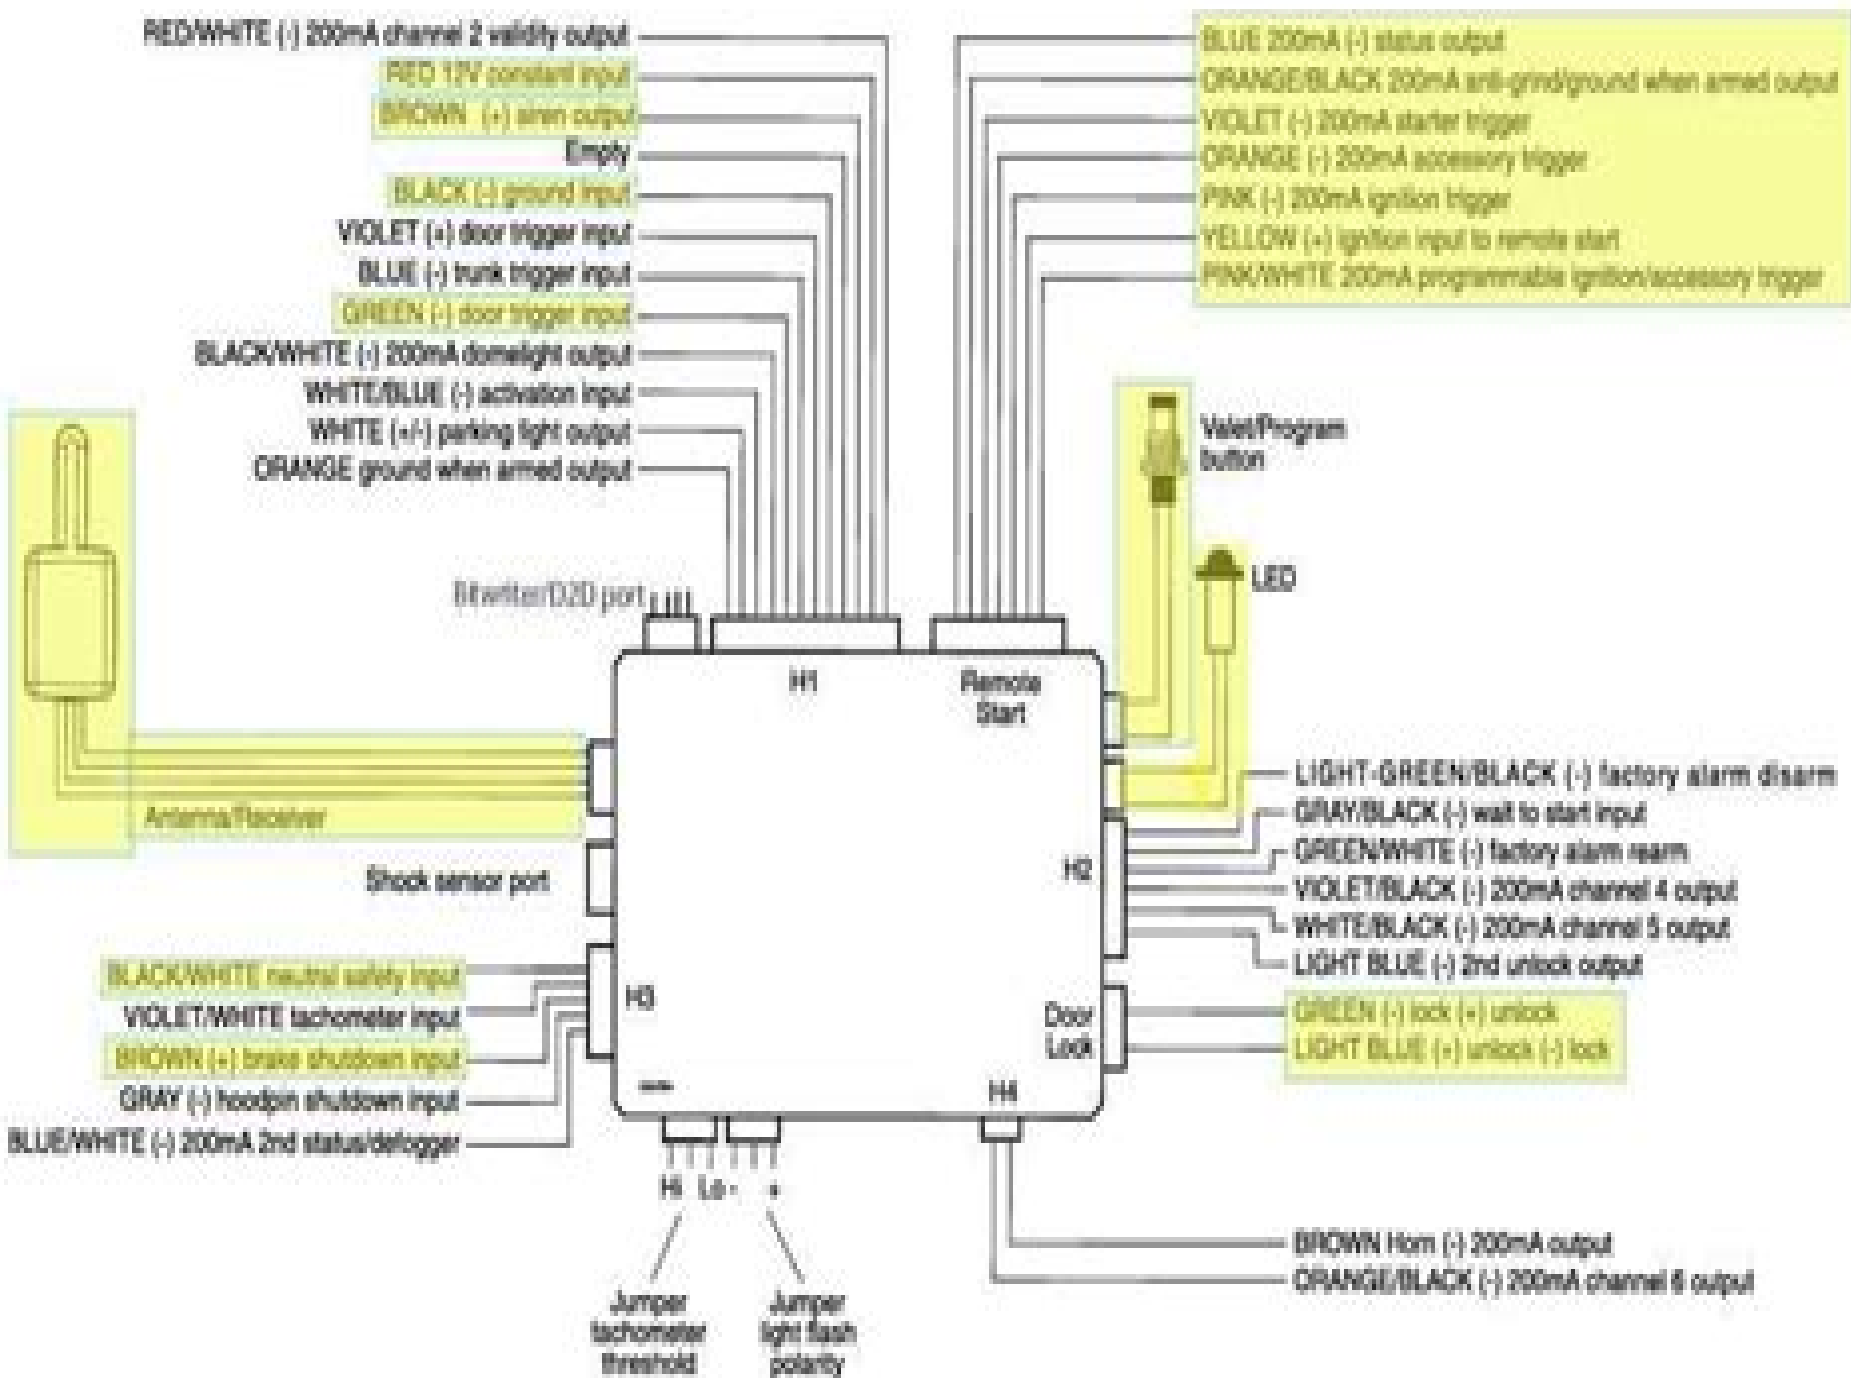 RED/WHITE (-) 200mA channel 2 validity output
RED 12V constant input
BROWN (+) siren output
Empty
BLACK (-) ground input
VIOLET (+) door trigger input
BLUE (-) trunk trigger input
GREEN (-) door trigger input
BLACK/WHITE (-) 200mA domelight output
WHITE/BLUE (-) activation input
WHITE (+/-) parking light output
ORANGE ground when armed output
BLUE 200mA (-) status output
ORANGE/BLACK 200mA anti-grind/ground when armed output
VIOLET (-) 200mA starter trigger
ORANGE (-) 200mA accessory trigger
PINK (-) 200mA ignition trigger
YELLOW (+) ignition input to remote start
PINK/WHITE 200mA programmable ignition/accessory trigger
Valet/Program
button
LED
Bitwriter/D2D port
H1
Remote
Start
Antenna/Receiver
Shock sensor port
LIGHT-GREEN/BLACK (-) factory alarm disarm
GRAY/BLACK (-) wait to start input
GREEN/WHITE (-) factory alarm rearm
VIOLET/BLACK (-) 200mA channel 4 output
WHITE/BLACK (-) 200mA channel 5 output
LIGHT BLUE (-) 2nd unlock output
H2
BLACK/WHITE neutral safety input
VIOLET/WHITE tachometer input
BROWN (+) brake shutdown input
GRAY (-) hoodpin shutdown input
BLUE/WHITE (-) 200mA 2nd status/defogger
H3
Door
Lock
GREEN (-) lock (+) unlock
LIGHT BLUE (+) unlock (-) lock
H4
Hi Lo - +
Jumper
tachometer
threshold
Jumper
light flash
polarity
BROWN Horn (-) 200mA output
ORANGE/BLACK (-) 200mA channel 6 output